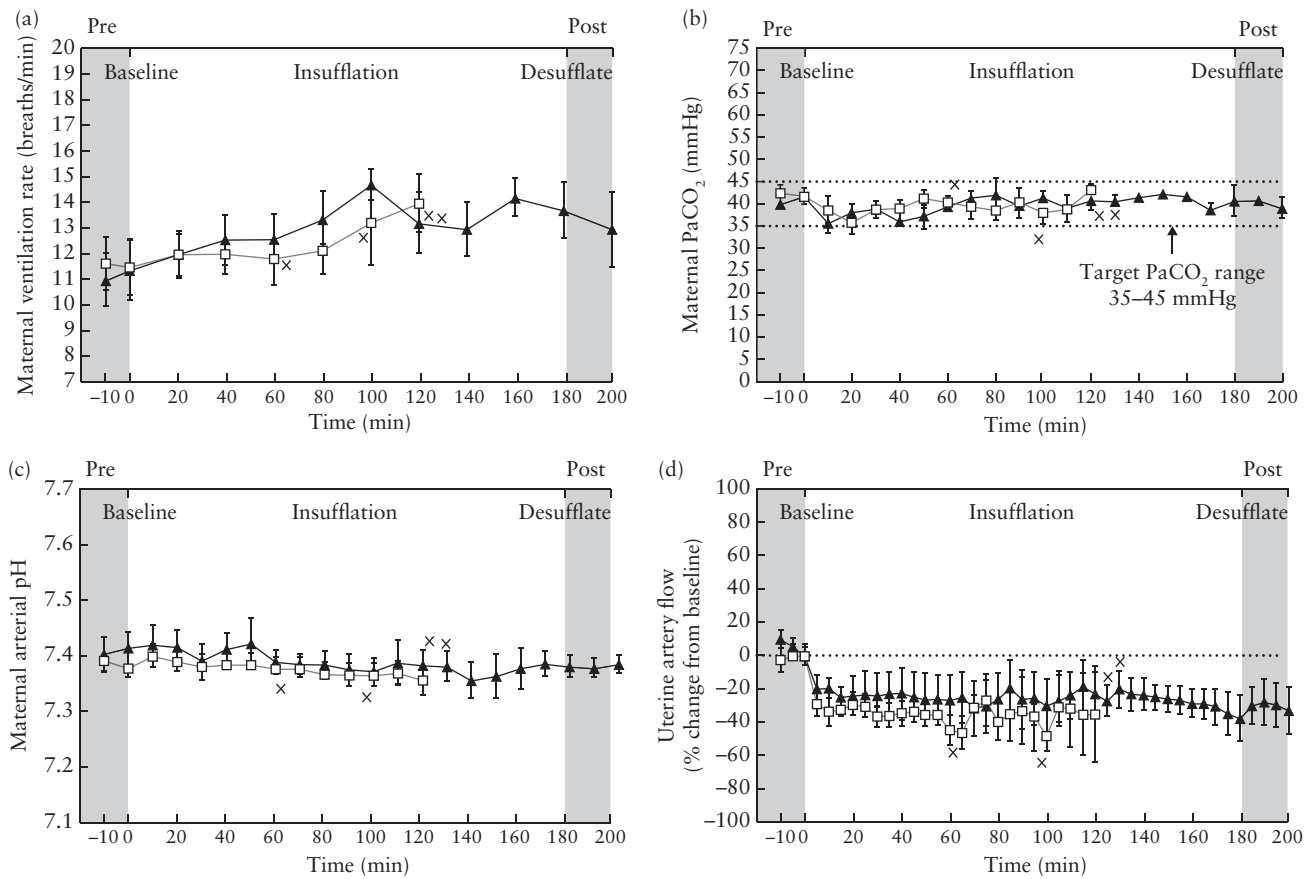 (a)
Pre
Post
Maternal ventilation rate (breaths/min)
20
19
18
17
16
15
14
13
12
11
10
9
8
7
Baseline
Insufflation
Desufflate
−10 0 20 40 60 80 100 120 140 160 180 200
Time (min)
(b)
Pre
Post
Maternal PaCO₂ (mmHg)
75
70
65
60
55
50
45
40
35
30
25
20
15
10
5
0
Baseline
Insufflation
Desufflate
Target PaCO₂ range
35–45 mmHg
−10 0 20 40 60 80 100 120 140 160 180 200
Time (min)
(c)
Pre
Post
Maternal arterial pH
7.7
7.6
7.5
7.4
7.3
7.2
7.1
Baseline
Insufflation
Desufflate
−10 0 20 40 60 80 100 120 140 160 180 200
Time (min)
(d)
Pre
Post
Uterine artery flow
(% change from baseline)
100
80
60
40
20
0
−20
−40
−60
−80
−100
Baseline
Insufflation
Desufflate
−10 0 20 40 60 80 100 120 140 160 180 200
Time (min)